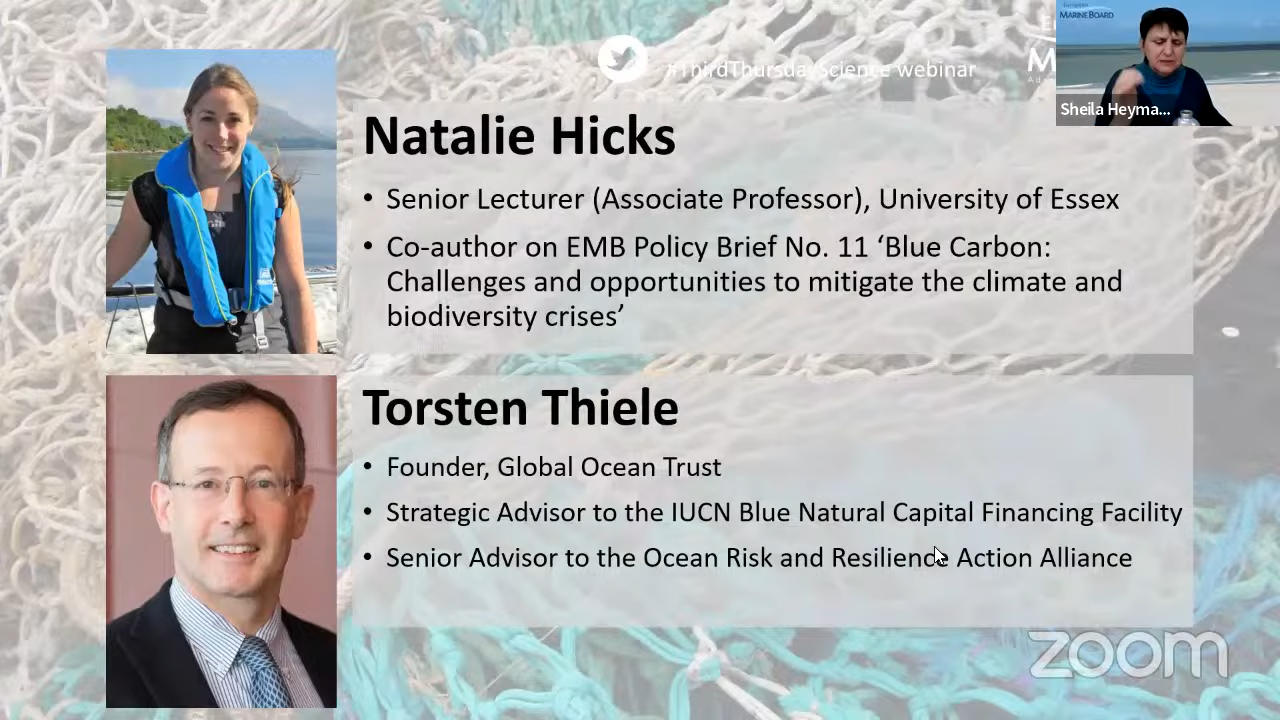 #ThirdThursdayScience webinar
MARINE BOARD
Sheila Heyma...
Natalie Hicks
• Senior Lecturer (Associate Professor), University of Essex
• Co-author on EMB Policy Brief No. 11 ‘Blue Carbon:
Challenges and opportunities to mitigate the climate and
biodiversity crises’
Torsten Thiele
• Founder, Global Ocean Trust
• Strategic Advisor to the IUCN Blue Natural Capital Financing Facility
• Senior Advisor to the Ocean Risk and Resilience Action Alliance
zoom